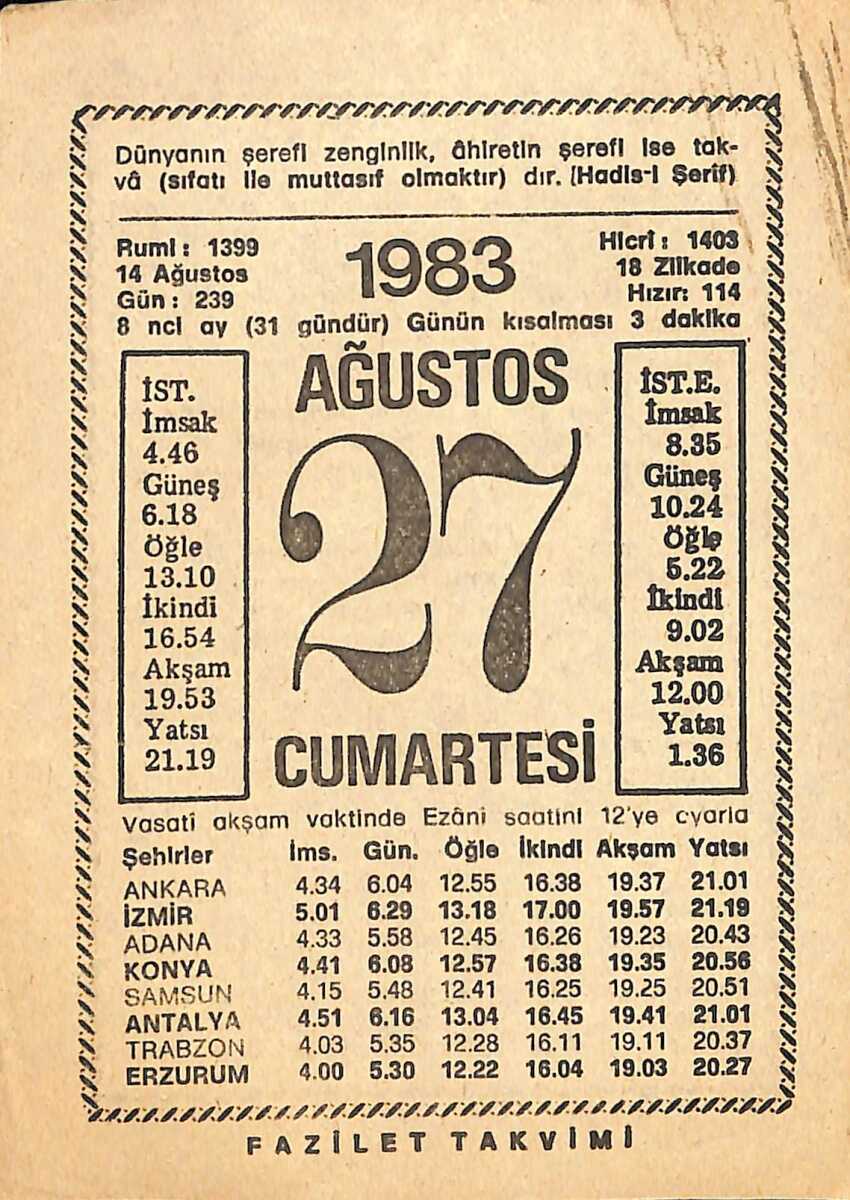 Dünyanın şerefi zenginlik, âhiretin şerefi ise tak-
vâ (sıfatı ile muttasıf olmaktır) dır. (Hadis-i Şerif)
Rumi: 1399
14 Ağustos
Gün: 239
1983
Hicrî: 1403
18 Zilkade
Hızır: 114
8 nci ay (31 gündür) Günün kısalması 3 dakika
İST.
İmsak
4.46
Güneş
6.18
Öğle
13.10
İkindi
16.54
Akşam
19.53
Yatsı
21.19
AĞUSTOS
27
CUMARTESİ
İST.E.
İmsak
8.35
Güneş
10.24
Öğle
5.22
İkindi
9.02
Akşam
12.00
Yatsı
1.36
Vasatî akşam vaktinde Ezânî saatini 12'ye cyarla
Şehirler İms. Gün. Öğle İkindi Akşam Yatsı
ANKARA 4.34 6.04 12.55 16.38 19.37 21.01
İZMİR 5.01 6.29 13.18 17.00 19.57 21.19
ADANA 4.33 5.58 12.45 16.26 19.23 20.43
KONYA 4.41 6.08 12.57 16.38 19.35 20.56
SAMSUN 4.15 5.48 12.41 16.25 19.25 20.51
ANTALYA 4.51 6.16 13.04 16.45 19.41 21.01
TRABZON 4.03 5.35 12.28 16.11 19.11 20.37
ERZURUM 4.00 5.30 12.22 16.04 19.03 20.27
FAZİLET TAKVİMİ